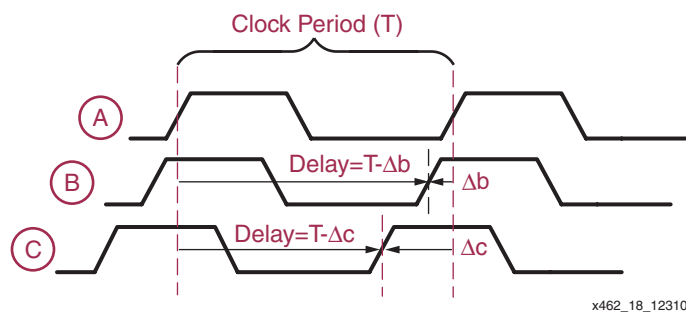 Clock Period (T)
A
B
Delay=T-Δb
Δb
C
Delay=T-Δc
Δc
x462_18_12310